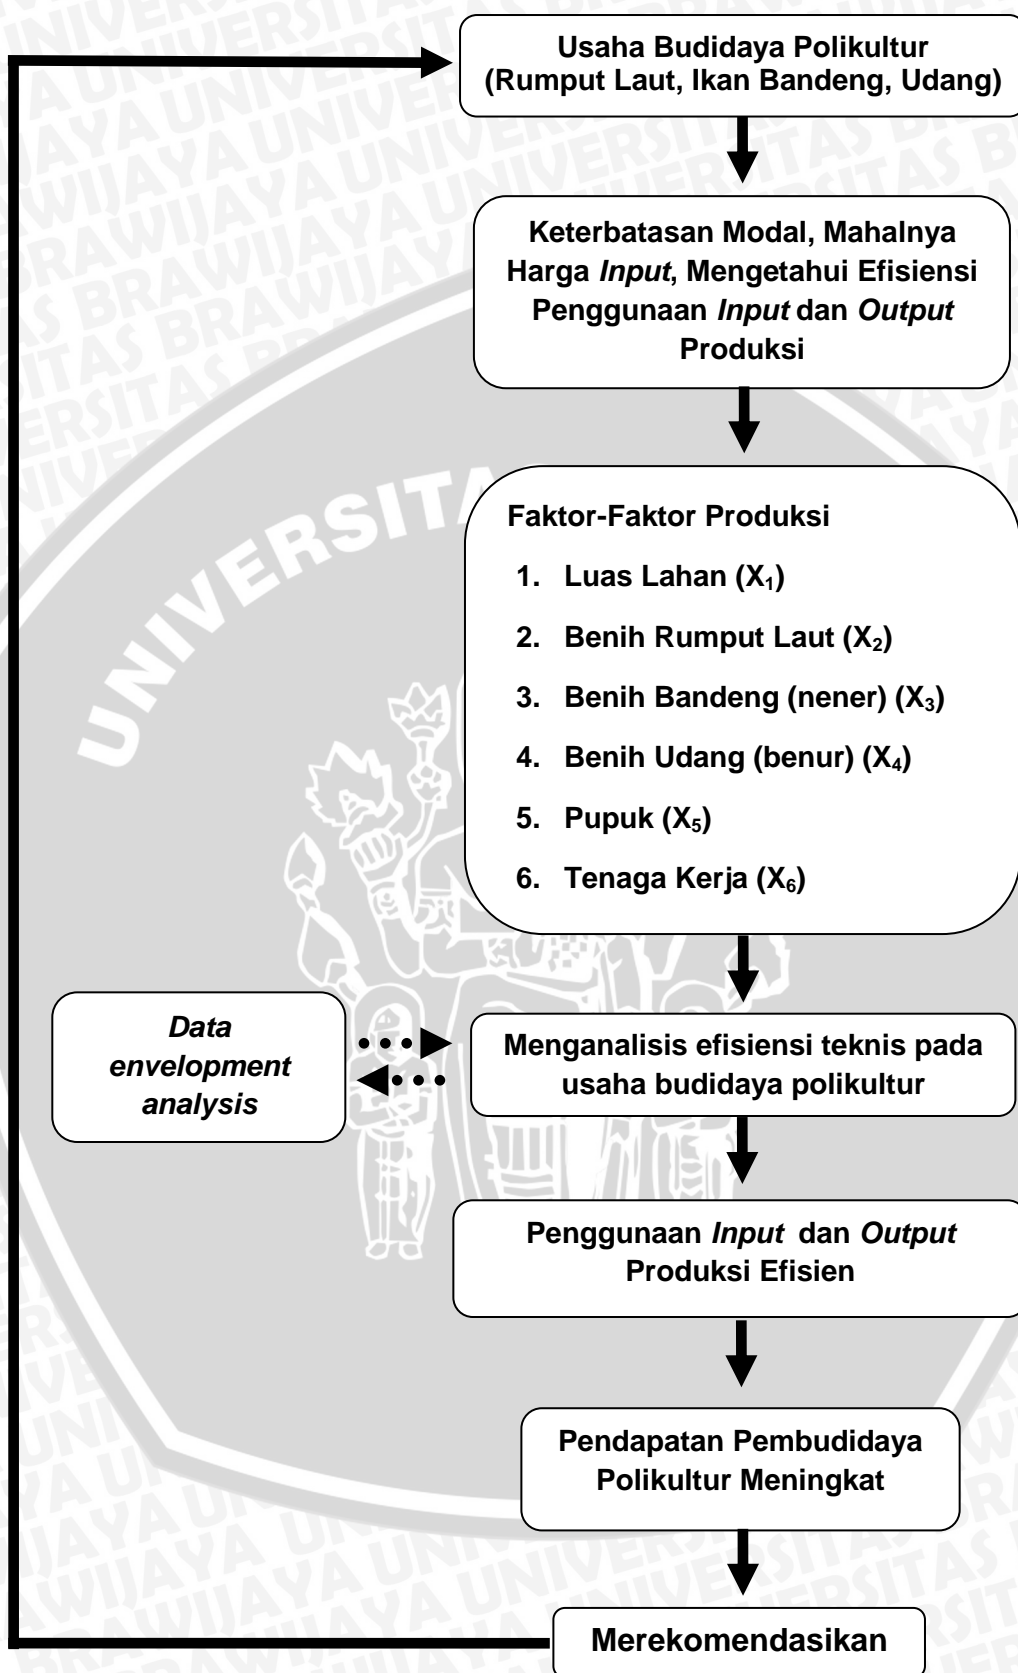 Usaha Budidaya Polikultur
(Rumput Laut, Ikan Bandeng, Udang)
Keterbatasan Modal, Mahalnya
Harga Input, Mengetahui Efisiensi
Penggunaan Input dan Output
Produksi
Faktor-Faktor Produksi
1. Luas Lahan (X₁)
2. Benih Rumput Laut (X₂)
3. Benih Bandeng (nener) (X₃)
4. Benih Udang (benur) (X₄)
5. Pupuk (X₅)
6. Tenaga Kerja (X₆)
Data
envelopment
analysis
Menganalisis efisiensi teknis pada
usaha budidaya polikultur
Penggunaan Input dan Output
Produksi Efisien
Pendapatan Pembudidaya
Polikultur Meningkat
Merekomendasikan